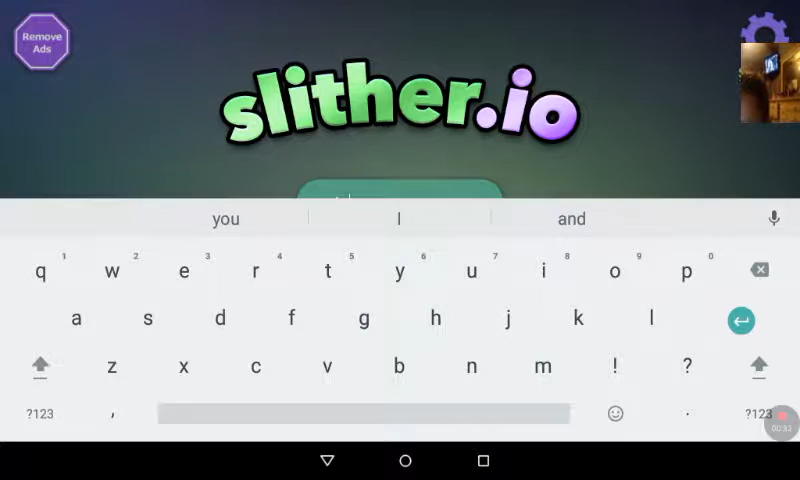 Remove
Ads
slither.io
you I and
1 2 3 4 5 6 7 8 9 0
q w e r t y u i o p
a s d f g h j k l
z x c v b n m ! ?
?123 , . ?123